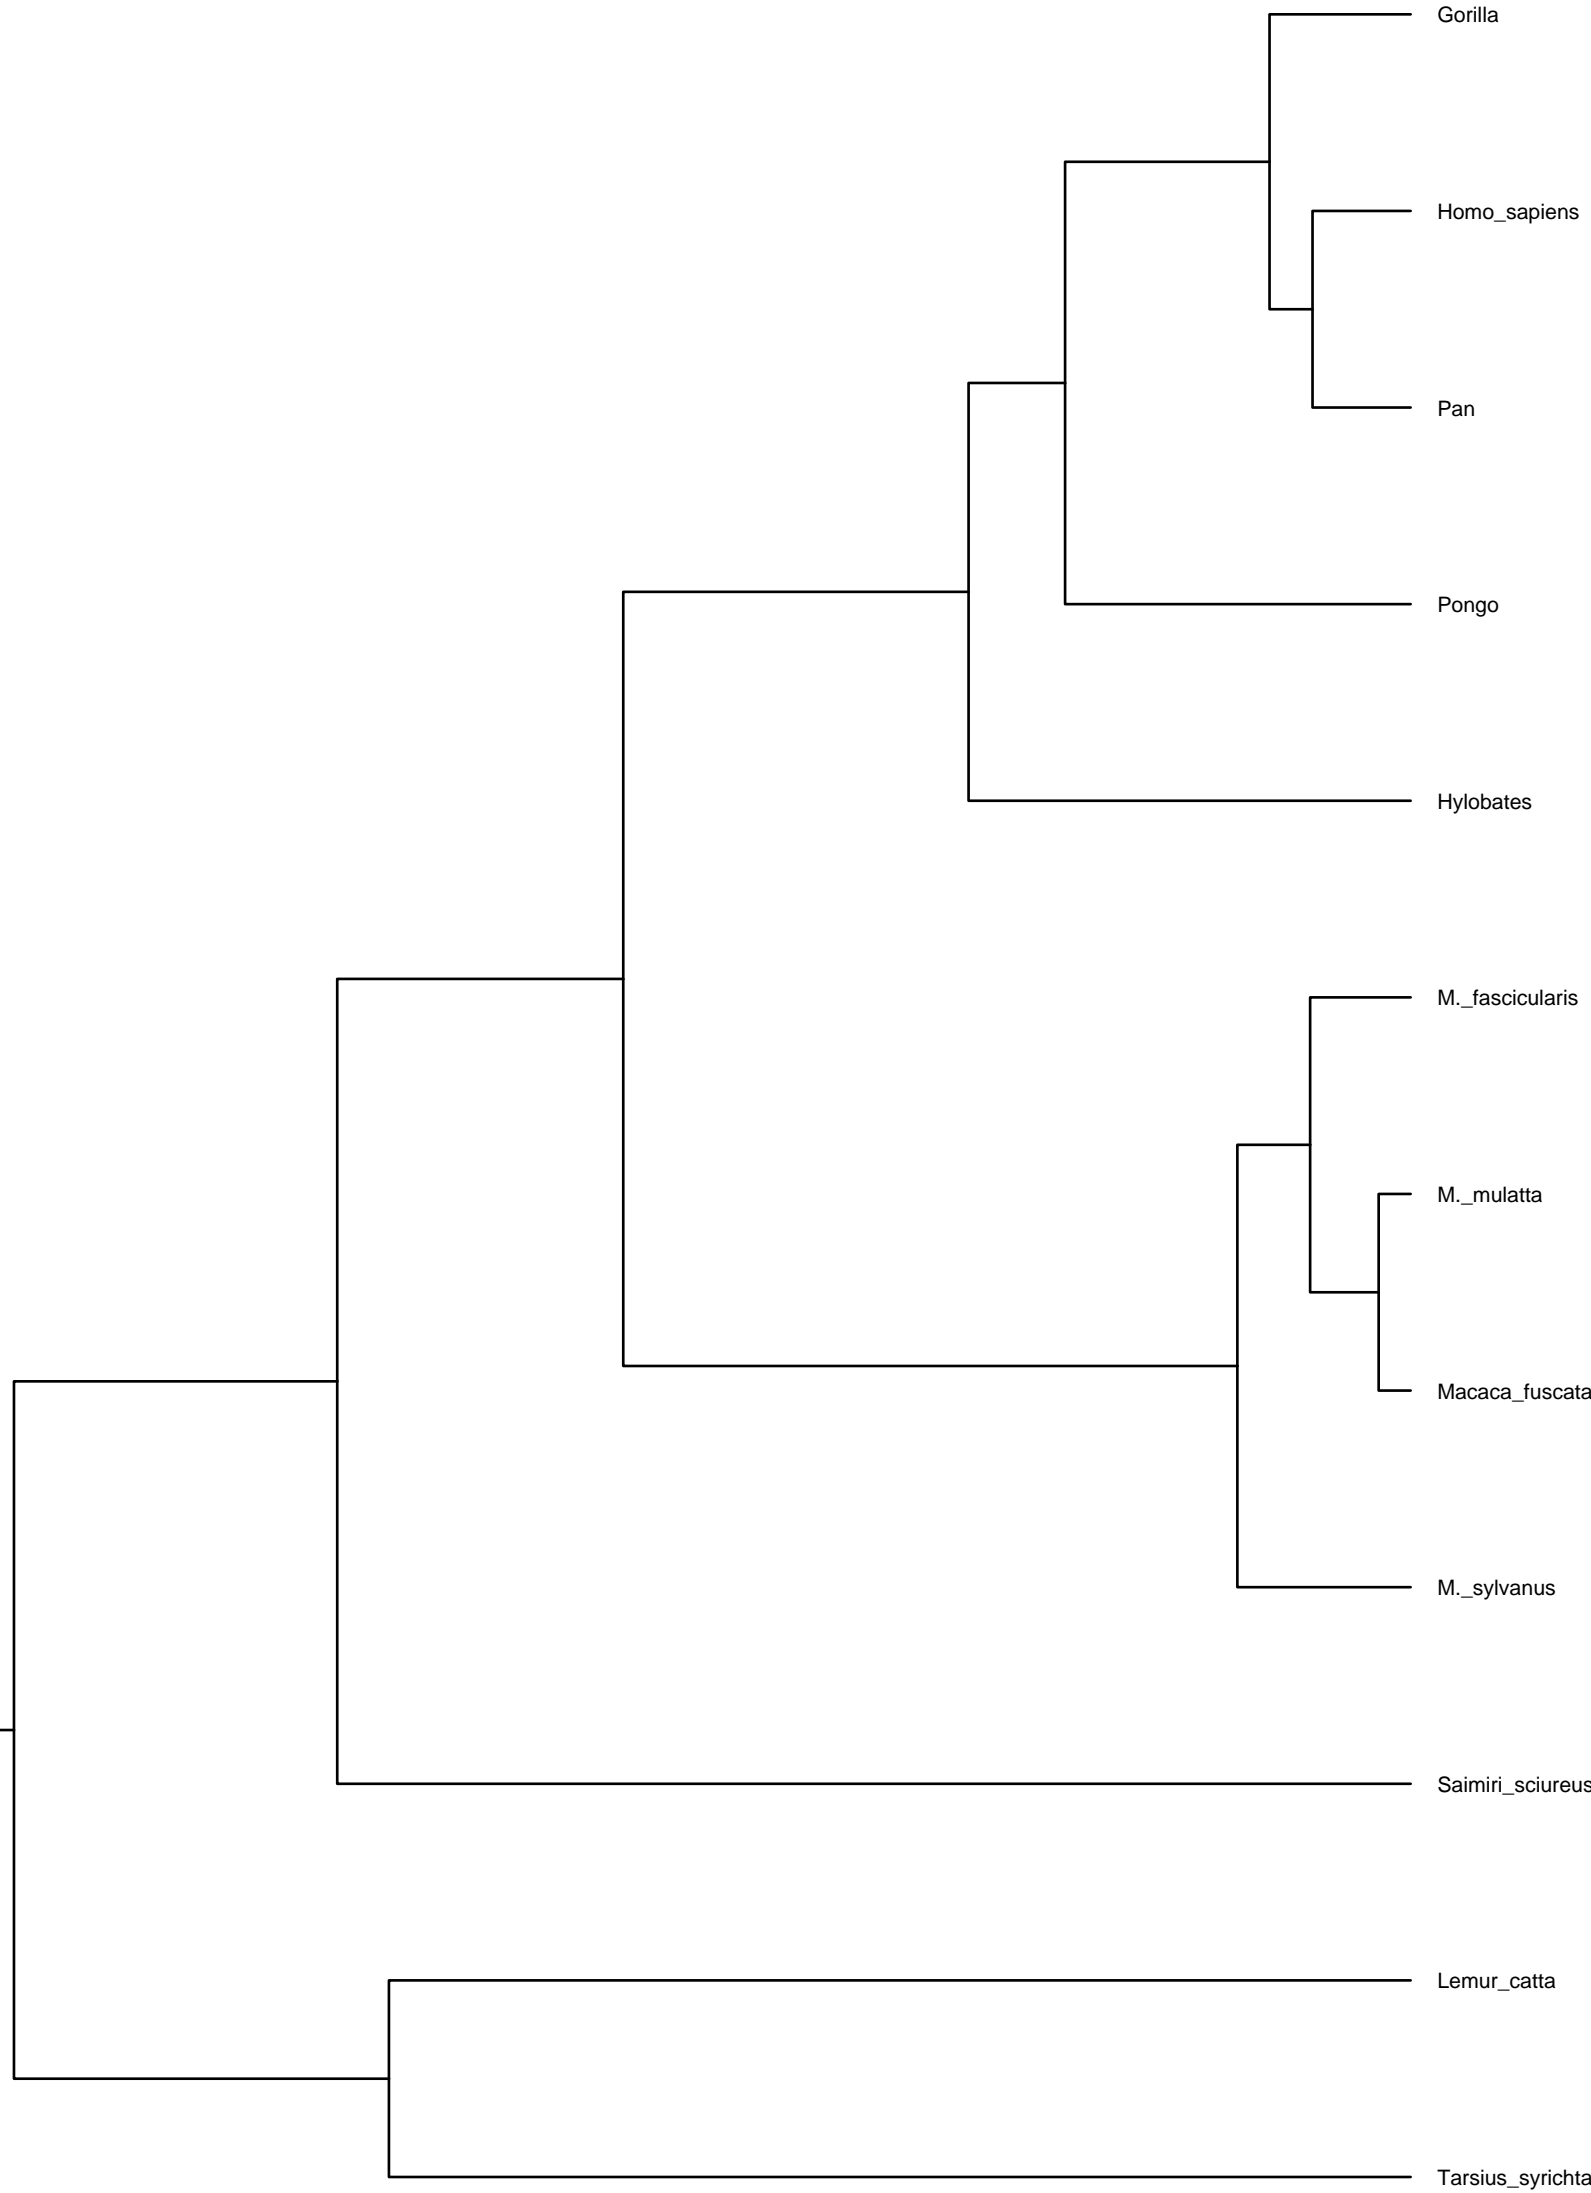 Gorilla
Homo_sapiens
Pan
Pongo
Hylobates
M._fascicularis
M._mulatta
Macaca_fuscata
M._sylvanus
Saimiri_sciureus
Lemur_catta
Tarsius_syrichta